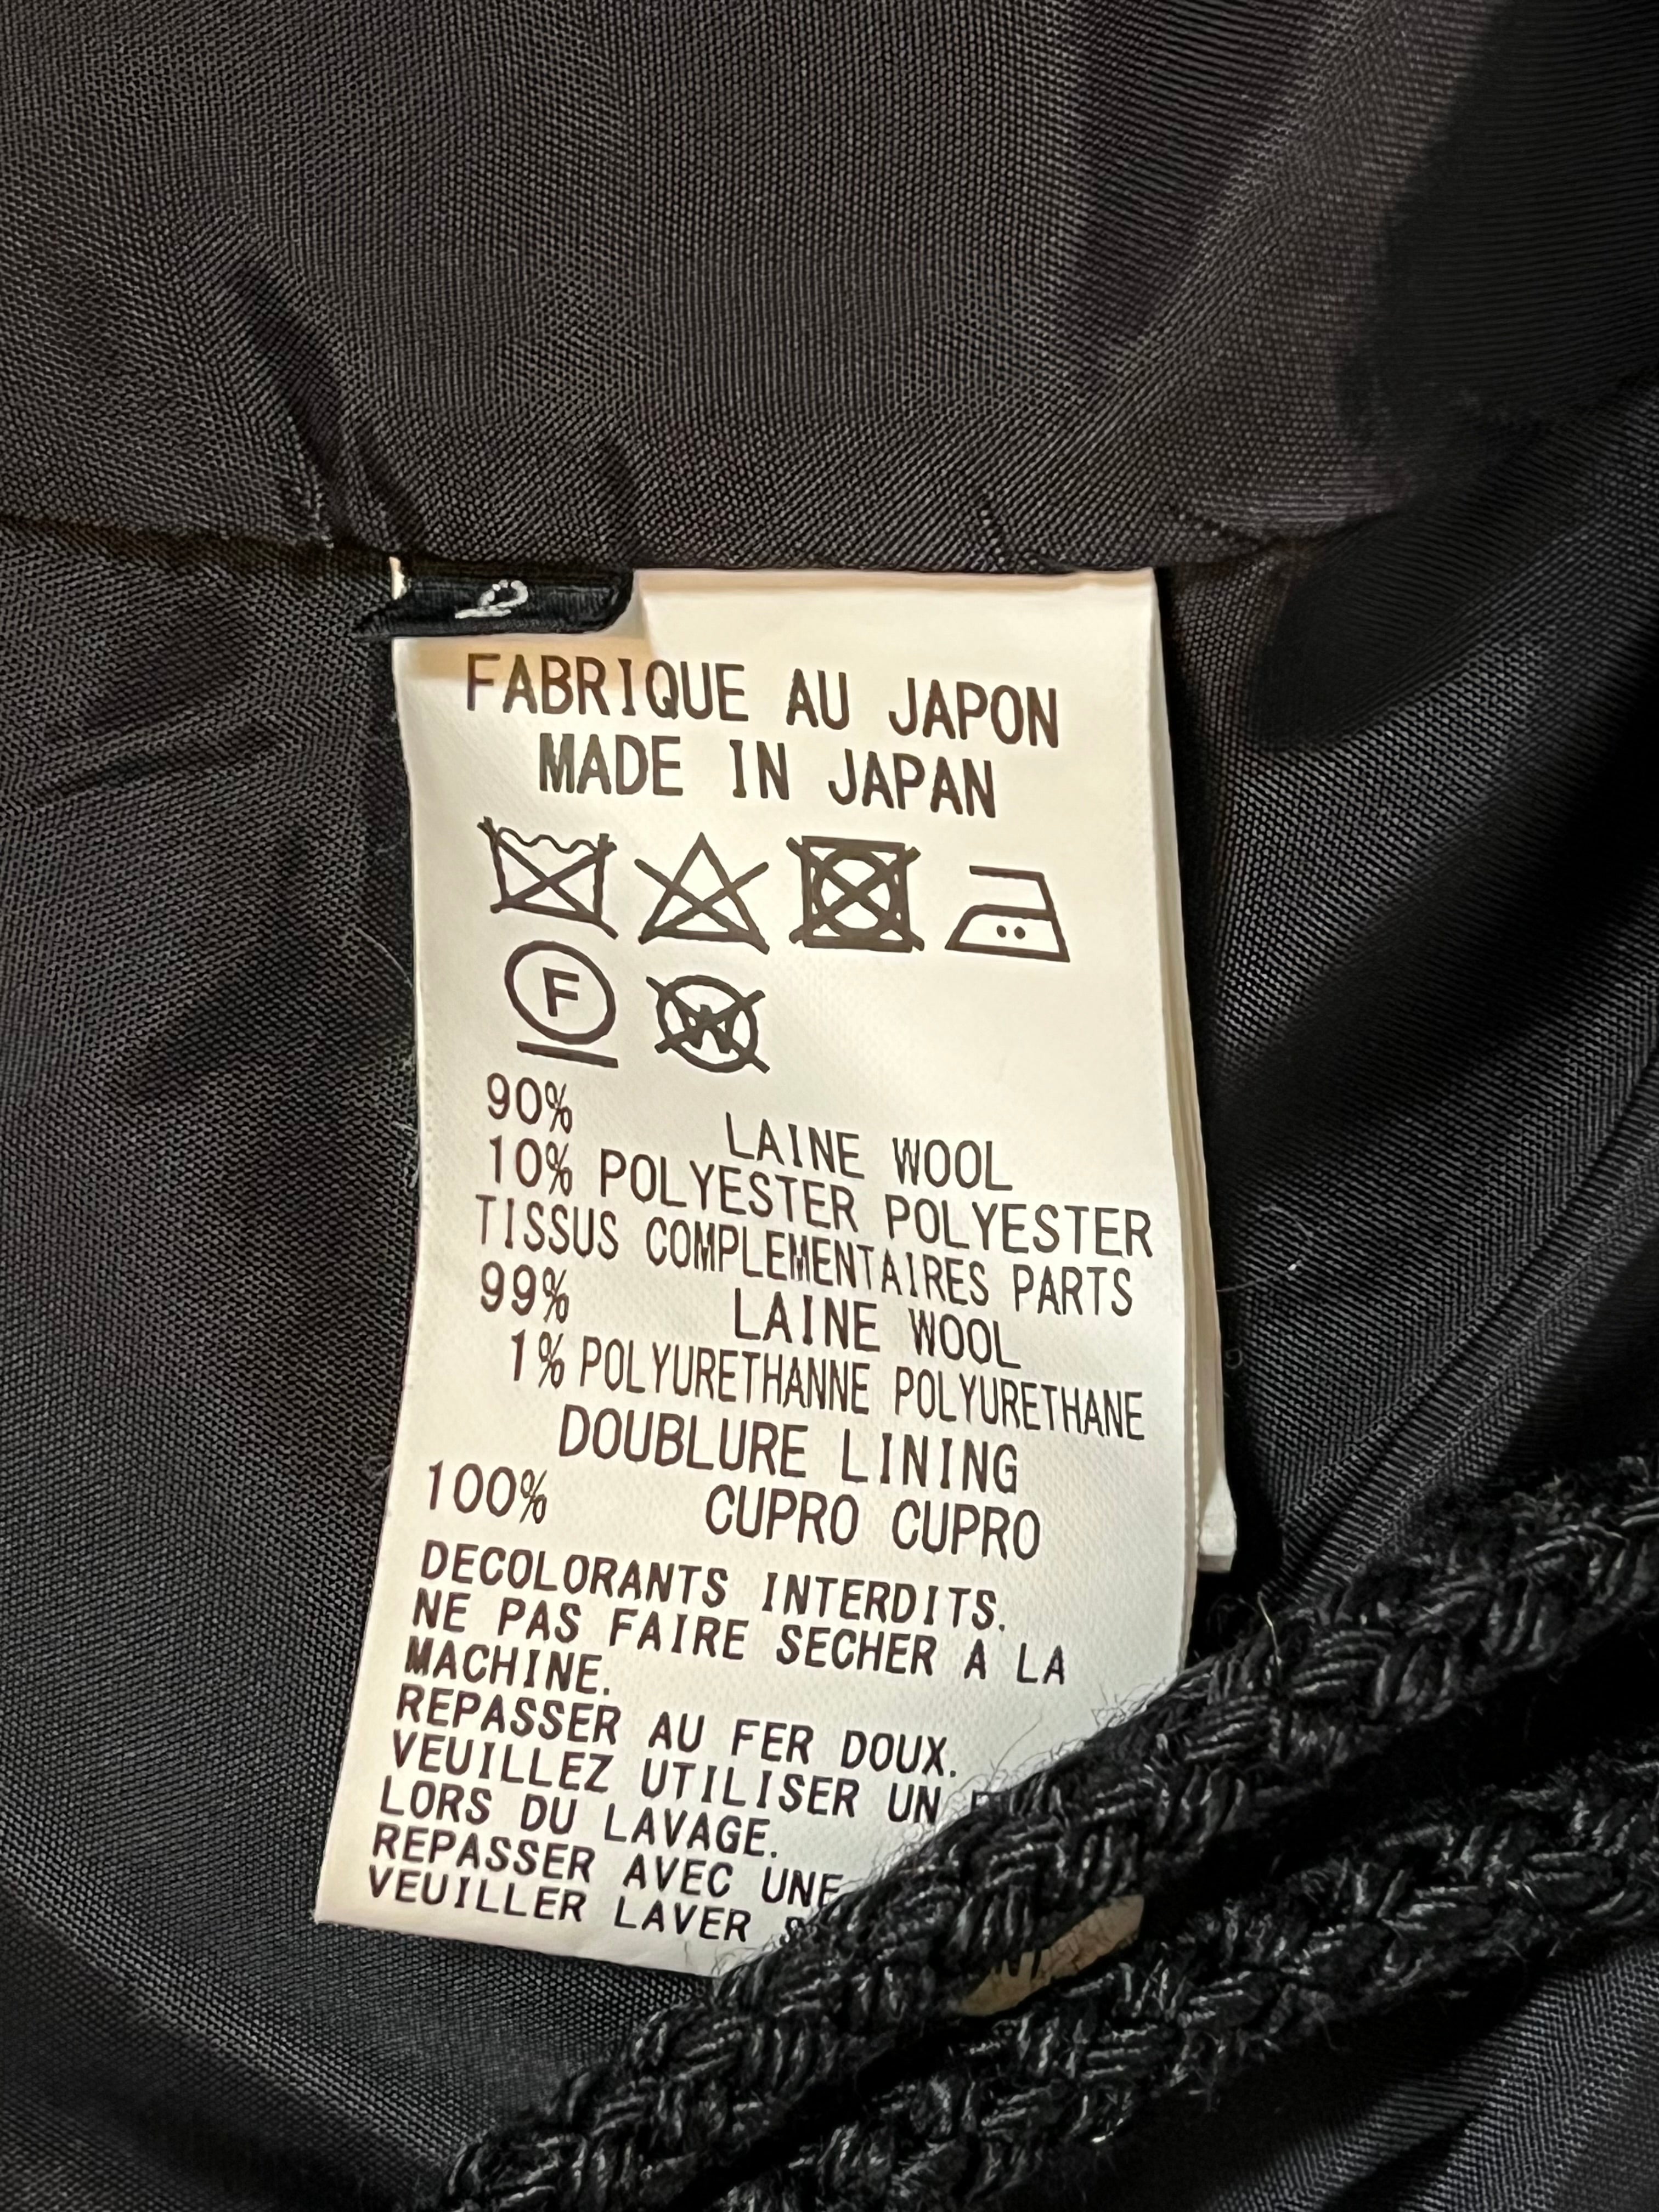 2
FABRIQUE AU JAPON
MADE IN JAPAN
F W
90% LAINE WOOL
10% POLYESTER POLYESTER
TISSUS COMPLEMENTAIRES PARTS
99% LAINE WOOL
1% POLYURETHANNE POLYURETHANE
DOUBLURE LINING
100% CUPRO CUPRO
DECOLORANTS INTERDITS.
NE PAS FAIRE SECHER A LA
MACHINE.
REPASSER AU FER DOUX.
VEUILLEZ UTILISER UN
LORS DU LAVAGE.
REPASSER AVEC UNE
VEUILLER LAVER